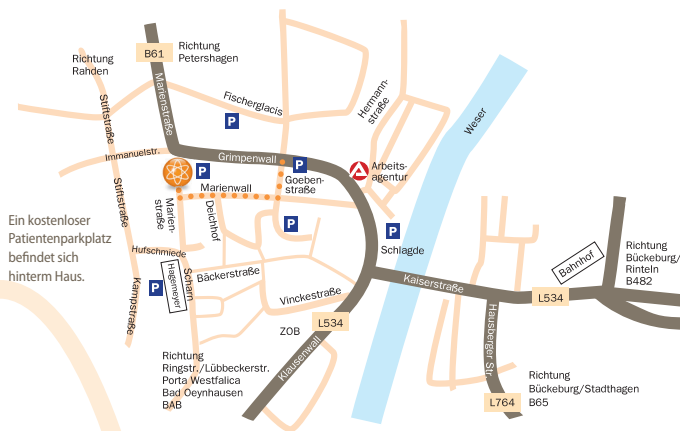 B61
Richtung
Petershagen
Richtung
Rahden
Marienstraße
Stiftstraße
Fischerglacis
P
Hermann-
straße
Weser
Immanuelstr.
Grimpenwall
P
P
Arbeits-
agentur
Marienwall
Goeben-
straße
Stiftstraße
Marien-
straße
Deichhof
P
P
Schlagde
Ein kostenloser
Patientenparkplatz
befindet sich
hinterm Haus.
Hufschmiede
Hagemeyer
Scharn
Bäckerstraße
P
Kampstraße
Vinckestraße
Kaiserstraße
Bahnhof
Richtung
Bückeburg/
Rinteln
B482
L534
L534
ZOB
Klausenwall
Hausberger Str.
Richtung
Ringstr./Lübbeckerstr.
Porta Westfalica
Bad Oeynhausen
BAB
Richtung
Bückeburg/Stadthagen
B65
L764